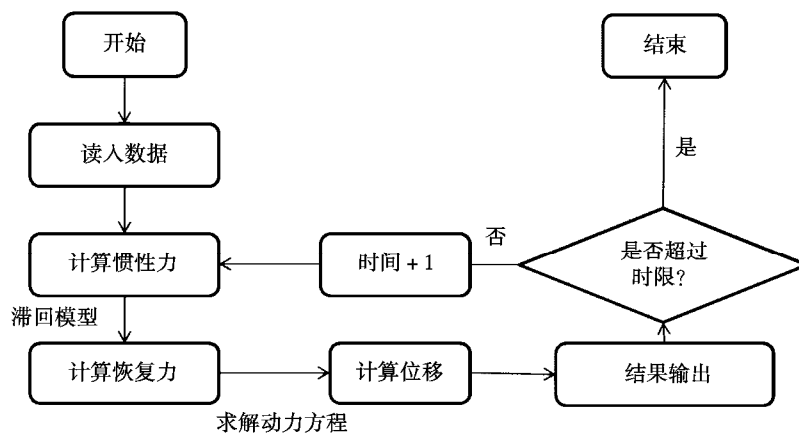 开始
结束
读入数据
是
计算惯性力
时间+1
否
是否超过
时限?
滞回模型
计算恢复力
计算位移
结果输出
求解动力方程